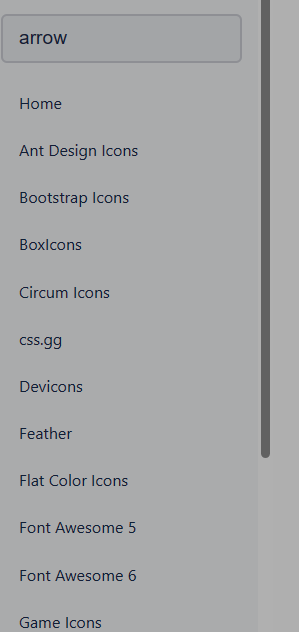 arrow
Home
Ant Design Icons
Bootstrap Icons
BoxIcons
Circum Icons
css.gg
Devicons
Feather
Flat Color Icons
Font Awesome 5
Font Awesome 6
Game Icons